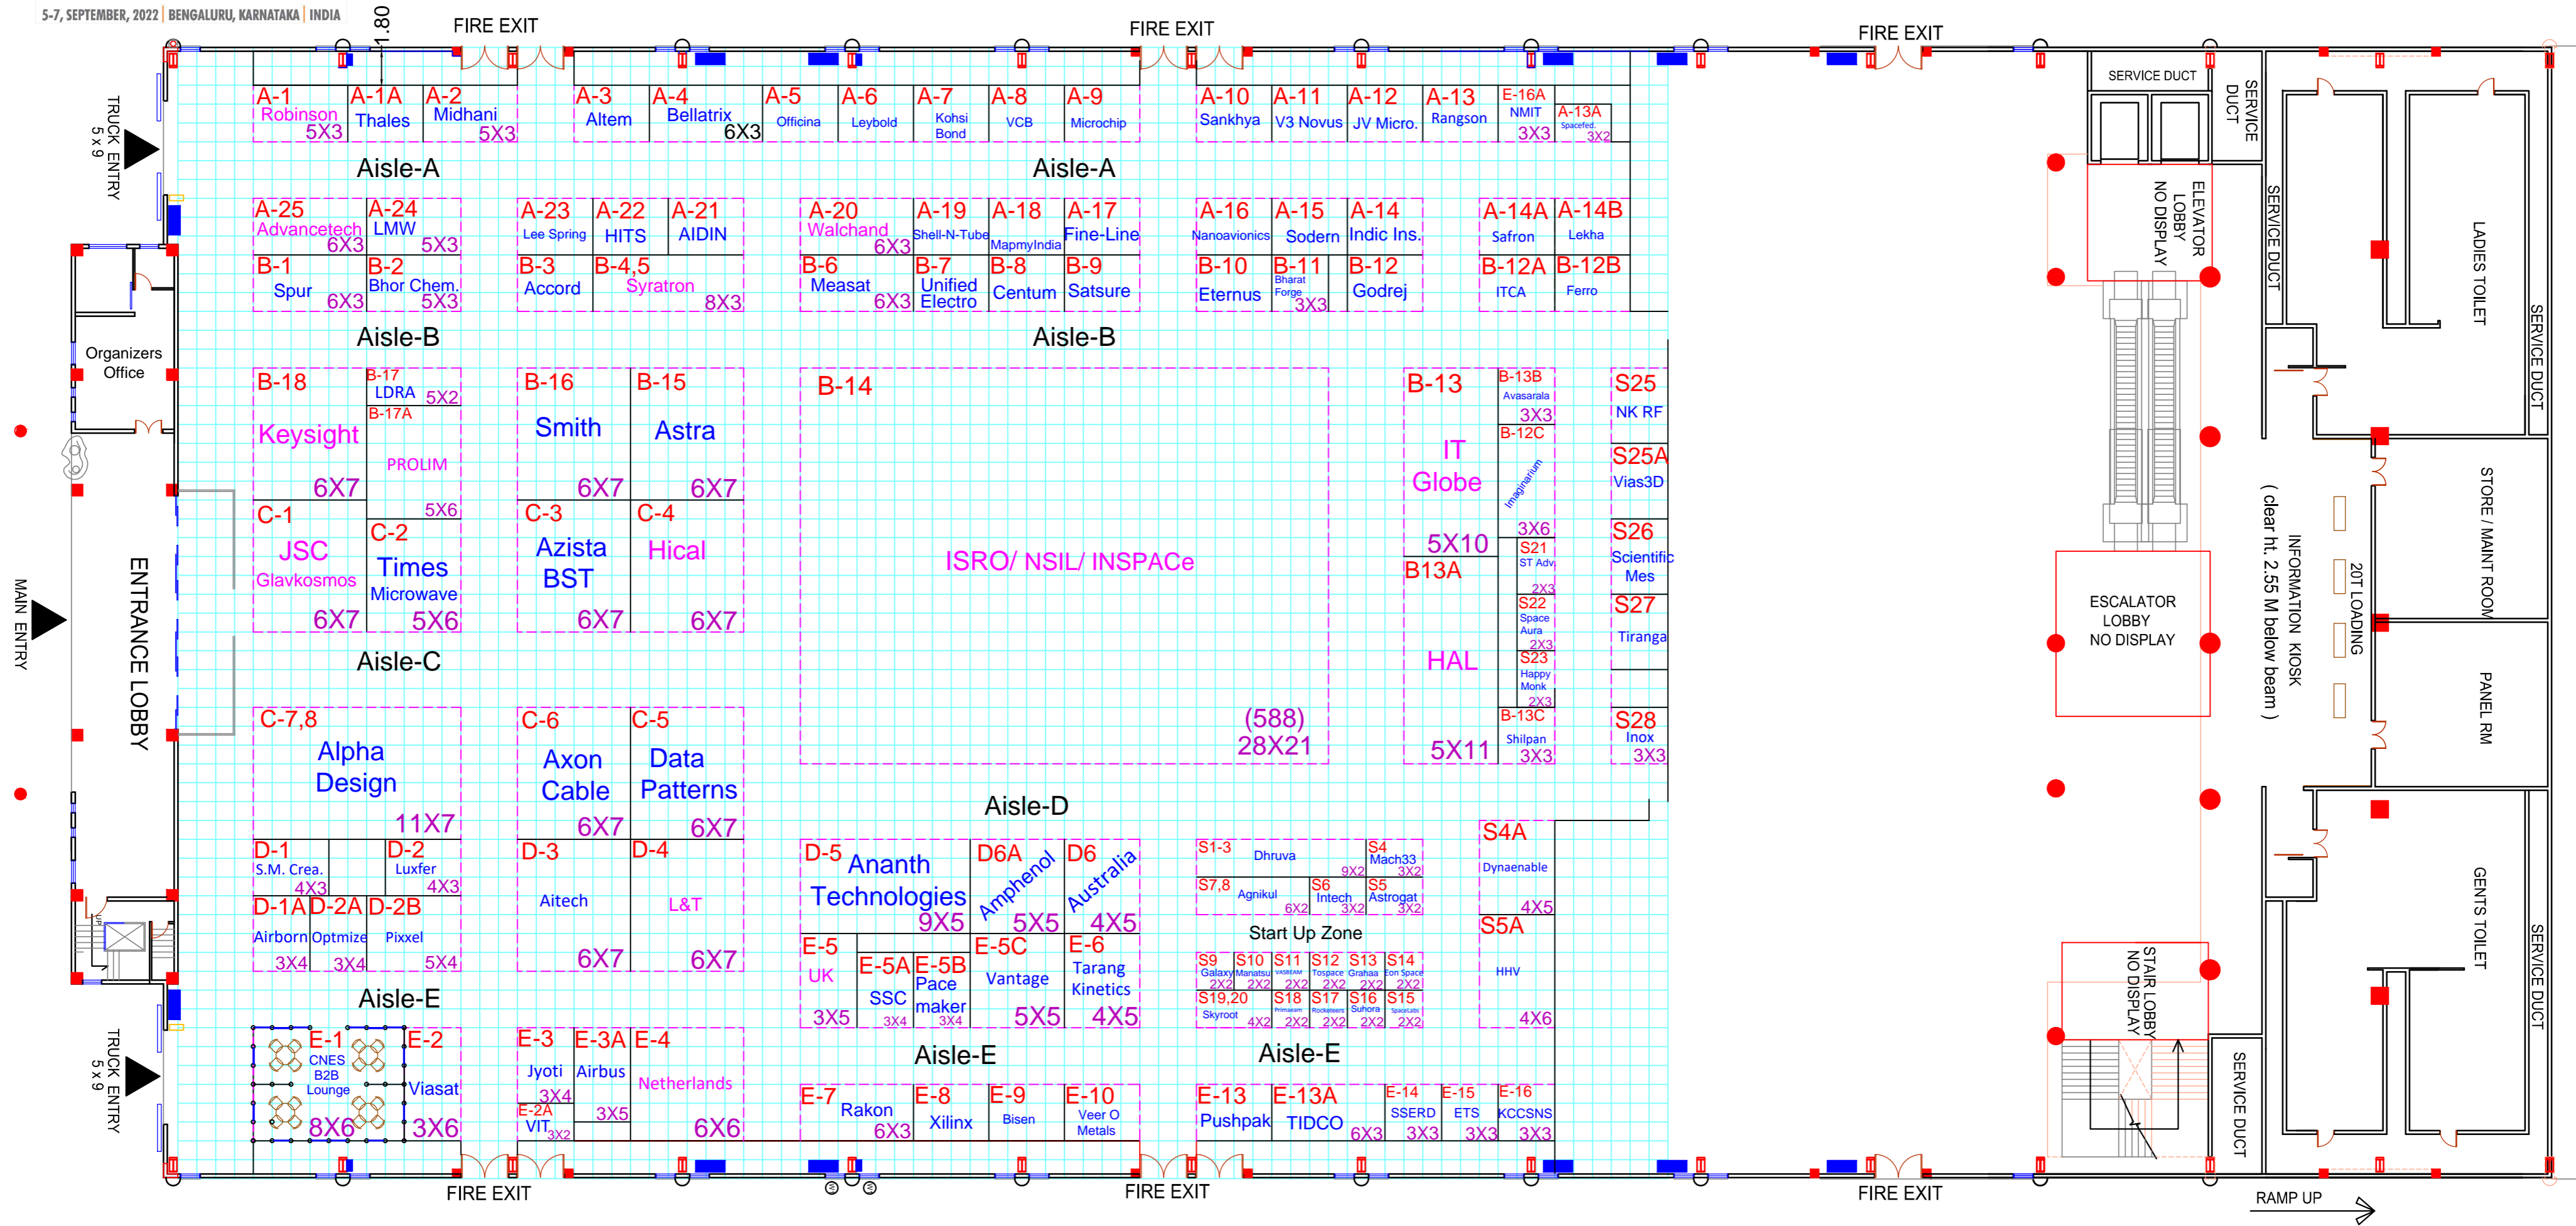 5-7, SEPTEMBER, 2022 | BENGALURU, KARNATAKA | INDIA
1.80
FIRE EXIT
FIRE EXIT
FIRE EXIT
TRUCK ENTRY
5 x 9
A-1
Robinson
5X3
A-1A
Thales
A-2
Midhani
5X3
A-3
Altem
A-4
Bellatrix
6X3
A-5
Officina
A-6
Leybold
A-7
Kohsi
Bond
A-8
VCB
A-9
Microchip
A-10
Sankhya
A-11
V3 Novus
A-12
JV Micro.
A-13
Rangson
E-16A
NMIT
3X3
A-13A
Spacefed.
3X2
SERVICE DUCT
SERVICE
DUCT
Aisle-A
Aisle-A
A-25
Advancetech
6X3
A-24
LMW
5X3
A-23
Lee Spring
A-22
HITS
A-21
AIDIN
A-20
Walchand
6X3
A-19
Shell-N-Tube
A-18
MapmyIndia
A-17
Fine-Line
A-16
Nanoavionics
A-15
Sodern
A-14
Indic Ins.
A-14A
Safron
A-14B
Lekha
ELEVATOR
LOBBY
NO DISPLAY
SERVICE DUCT
LADIES TOILET
SERVICE DUCT
B-1
Spur
6X3
B-2
Bhor Chem.
5X3
B-3
Accord
B-4,5
Syratron
8X3
B-6
Measat
6X3
B-7
Unified
Electro
B-8
Centum
B-9
Satsure
B-10
Eternus
B-11
Bharat
Forge
3X3
B-12
Godrej
B-12A
ITCA
B-12B
Ferro
Organizers
Office
Aisle-B
Aisle-B
B-18
Keysight
6X7
B-17
LDRA
5X2
B-17A
PROLIM
5X6
B-16
Smith
6X7
B-15
Astra
6X7
B-14
ISRO/ NSIL/ INSPACe
(588)
28X21
B-13
IT
Globe
5X10
B-13B
Avasarala
3X3
B-12C
Imaginarium
3X6
S25
NK RF
S25A
Vias3D
S26
Scientific
Mes
S27
Tiranga
S28
Inox
3X3
C-1
JSC
Glavkosmos
6X7
C-2
Times
Microwave
5X6
C-3
Azista
BST
6X7
C-4
Hical
6X7
B13A
HAL
5X11
S21
ST Adv.
2X3
S22
Space
Aura
2X3
S23
Happy
Monk
2X3
B-13C
Shilpan
3X3
MAIN ENTRY
ENTRANCE LOBBY
ESCALATOR
LOBBY
NO DISPLAY
INFORMATION KIOSK
( clear ht. 2.55 M below beam )
20T LOADING
STORE / MAINT ROOM
PANEL RM
Aisle-C
C-7,8
Alpha
Design
11X7
C-6
Axon
Cable
6X7
C-5
Data
Patterns
6X7
Aisle-D
D-1
S.M. Crea.
4X3
D-2
Luxfer
4X3
D-1A
Airborn
3X4
D-2A
Optmize
3X4
D-2B
Pixxel
5X4
D-3
Aitech
6X7
D-4
L&T
6X7
D-5
Ananth
Technologies
9X5
D6A
Amphenol
5X5
D6
Australia
4X5
E-5
UK
3X5
E-5A
SSC
3X4
E-5B
Pace
maker
3X4
E-5C
Vantage
5X5
E-6
Tarang
Kinetics
4X5
S1-3
Dhruva
9X2
S4
Mach33
3X2
S7,8
Agnikul
6X2
S6
Intech
3X2
S5
Astrogat
3X2
Start Up Zone
S9
Galaxy
2X2
S10
Manatsu
2X2
S11
VASBEAM
2X2
S12
Tospace
2X2
S13
Grahaa
2X2
S14
Eon Space
2X2
S19,20
Skyroot
4X2
S18
2X2
S17
Rocketeers
2X2
S16
Suhora
2X2
S15
SpaceLabs
2X2
S4A
Dynaenable
4X5
S5A
HHV
4X6
UP
STAIR LOBBY
NO DISPLAY
GENTS TOILET
SERVICE DUCT
SERVICE DUCT
Aisle-E
Aisle-E
Aisle-E
TRUCK ENTRY
5 x 9
E-1
CNES
B2B
Lounge
8X6
E-2
Viasat
3X6
E-3
Jyoti
3X4
E-2A
VIT
3X2
E-3A
Airbus
3X5
E-4
Netherlands
6X6
E-7
Rakon
6X3
E-8
Xilinx
E-9
Bisen
E-10
Veer O
Metals
E-13
Pushpak
E-13A
TIDCO
6X3
E-14
SSERD
3X3
E-15
ETS
3X3
E-16
KCCSNS
3X3
FIRE EXIT
FIRE EXIT
FIRE EXIT
RAMP UP